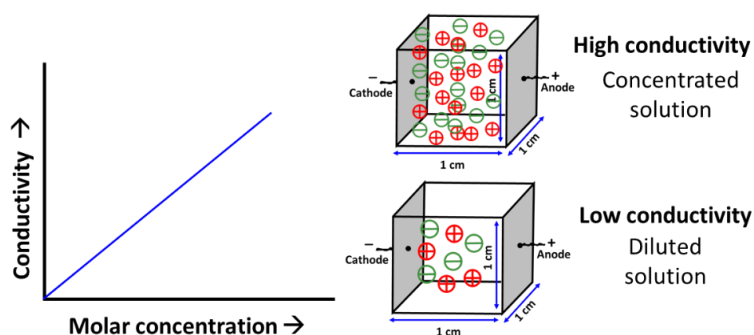 Conductivity →
Molar concentration →
−
Cathode
+
Anode
1 cm
1 cm
1 cm
High conductivity
Concentrated
solution
−
Cathode
+
Anode
1 cm
1 cm
1 cm
Low conductivity
Diluted
solution